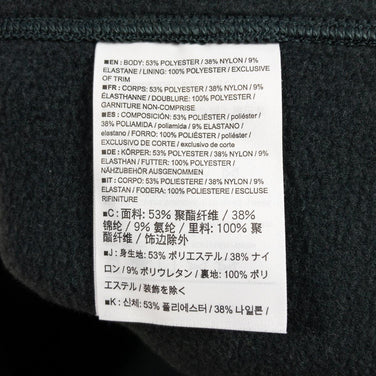 ■EN : BODY: 53% POLYESTER / 38% NYLON / 9%
ELASTANE / LINING: 100% POLYESTER / EXCLUSIVE
OF TRIM
■FR : CORPS: 53% POLYESTER / 38% NYLON / 9%
ÉLASTHANNE / DOUBLURE: 100% POLYESTER /
GARNITURE NON-COMPRISE
■ES : COMPOSICIÓN: 53% POLIÉSTER / poliéster /
38% POLIAMIDA / poliamida / 9% ELASTANO /
elastano / FORRO: 100% POLIÉSTER / poliéster /
EXCLUSIVO DE CORTE / exclusivo de corte
■DE : KÖRPER: 53% POLYESTER / 38% NYLON / 9%
ELASTHAN / FUTTER: 100% POLYESTER /
NÄHZUBEHÖR AUSGENOMMEN
■IT : CORPO: 53% POLIESTERE / 38% NYLON / 9%
ELASTAN / FODERA: 100% POLIESTERE / ESCLUSE
RIFINITURE
■C : 面料: 53% 聚酯纤维 / 38%
锦纶 / 9% 氨纶 / 里料: 100% 聚
酯纤维 / 饰边除外
■J : 身生地: 53% ポリエステル / 38% ナイ
ロン / 9% ポリウレタン / 裏地: 100% ポリ
エステル / 装飾を除く
■K : 신체: 53% 폴리에스터 / 38% 나일론 /